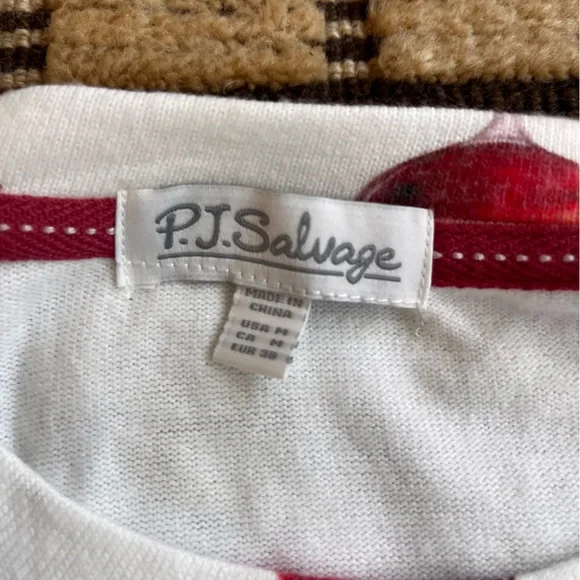 P.J.Salvage
MADE IN
CHINA
USA M
CA M
EUR 38